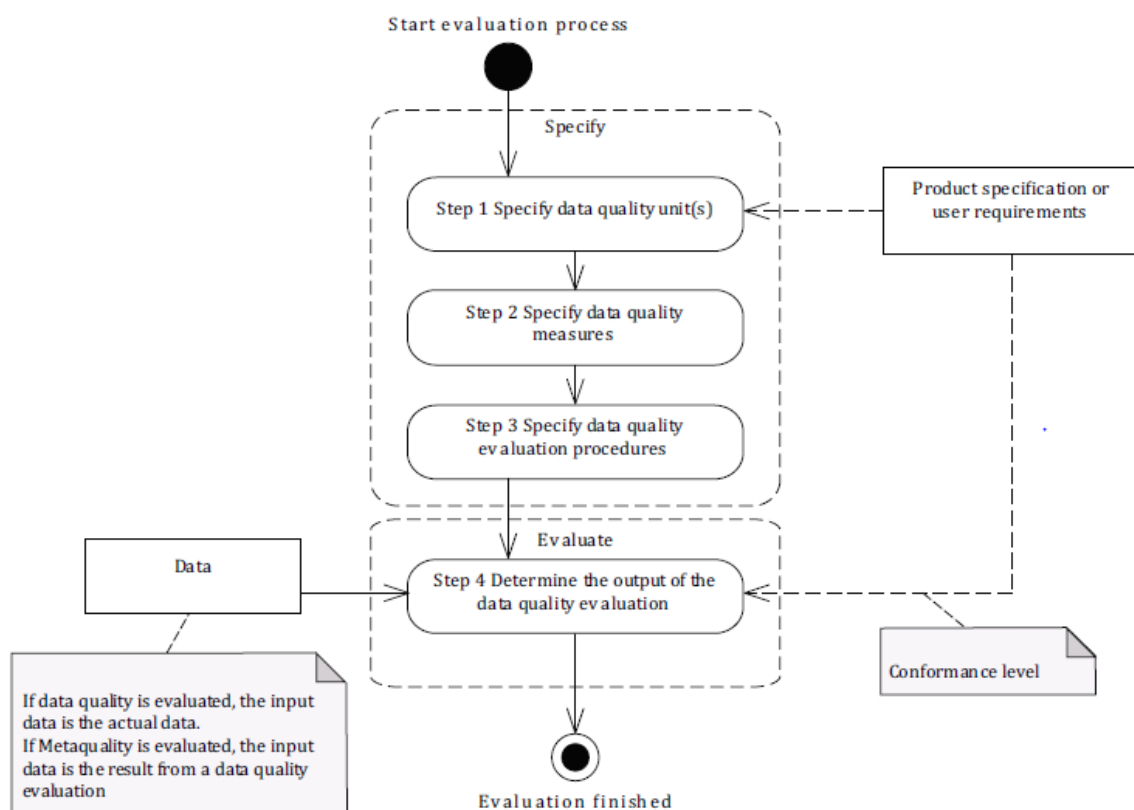 Start evaluation process
Specify
Step 1 Specify data quality unit(s)
Product specification or
user requirements
Step 2 Specify data quality
measures
Step 3 Specify data quality
evaluation procedures
Evaluate
Data
Step 4 Determine the output of the
data quality evaluation
Conformance level
If data quality is evaluated, the input
data is the actual data.
If Metaquality is evaluated, the input
data is the result from a data quality
evaluation
Evaluation finished